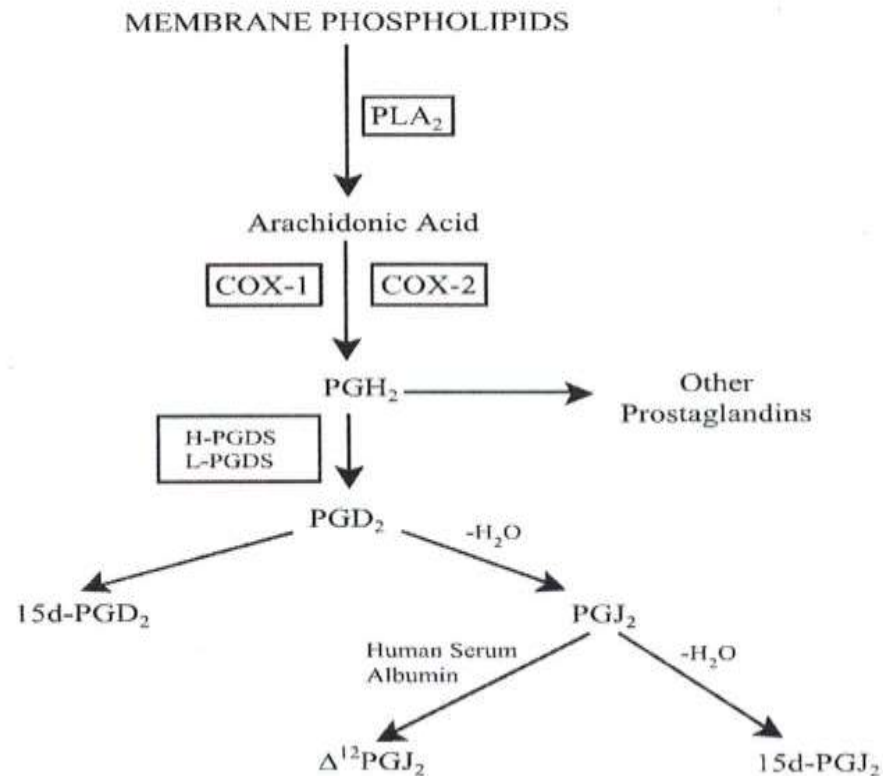 MEMBRANE PHOSPHOLIPIDS
PLA₂
Arachidonic Acid
COX-1
COX-2
PGH₂
Other
Prostaglandins
H-PGDS
L-PGDS
PGD₂
-H₂O
15d-PGD₂
PGJ₂
Human Serum
Albumin
-H₂O
Δ¹²PGJ₂
15d-PGJ₂